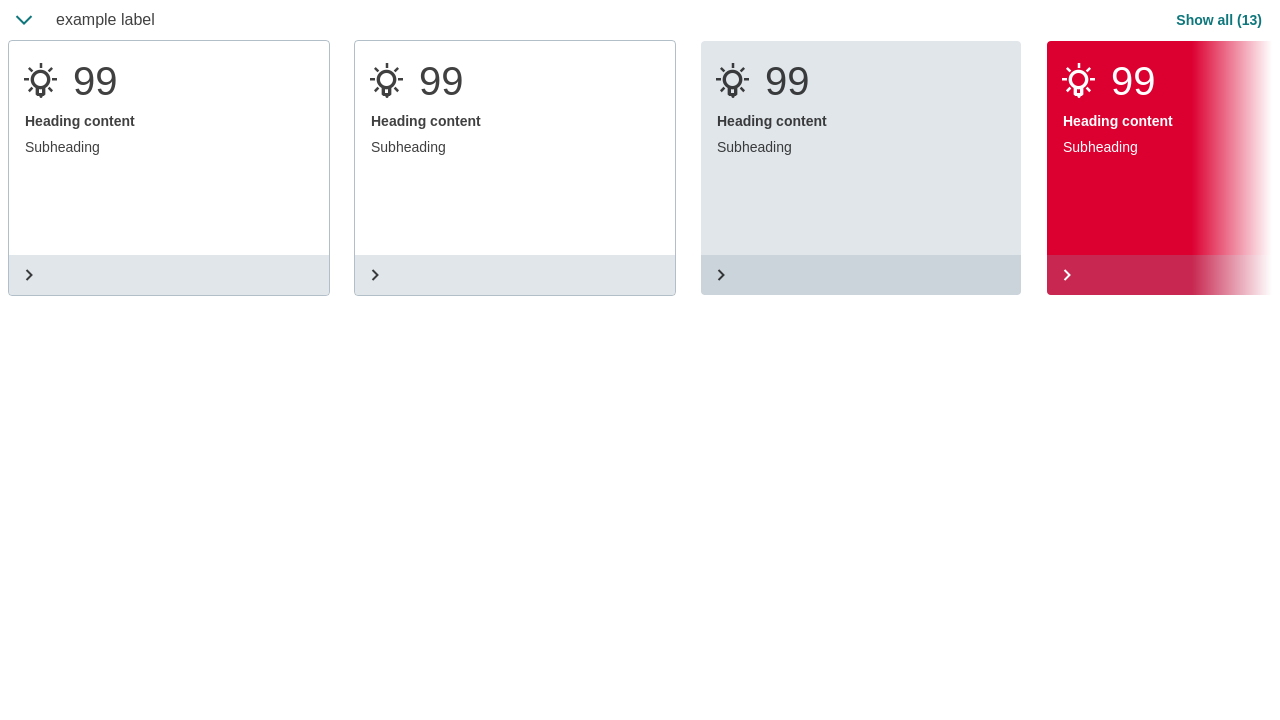 example label
Show all (13)
99
Heading content
Subheading
99
Heading content
Subheading
99
Heading content
Subheading
99
Heading content
Subheading